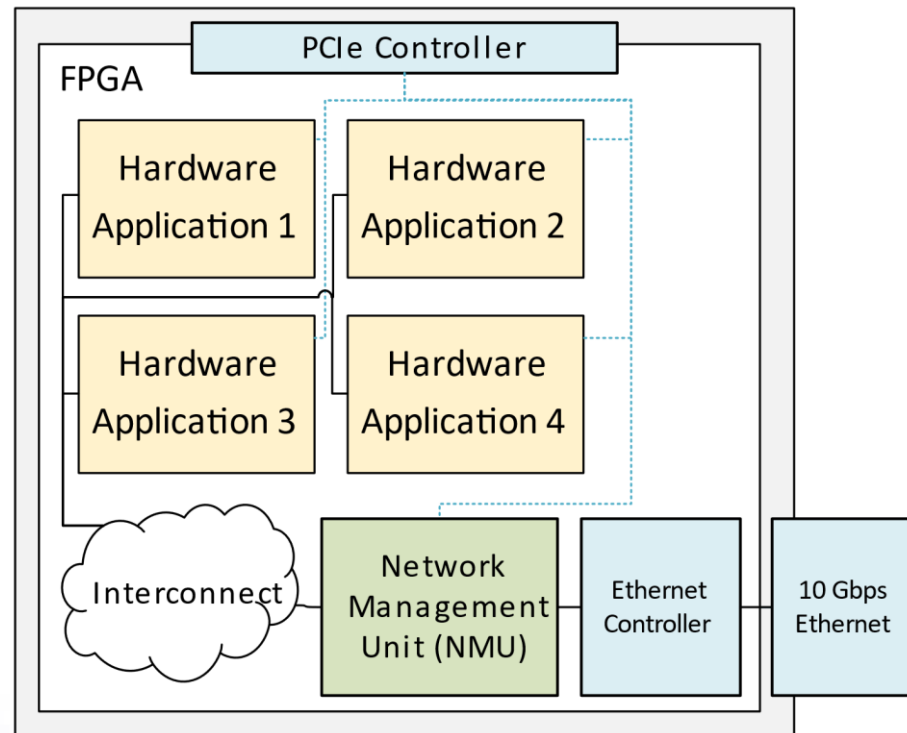 PCIe Controller
FPGA
Hardware
Application 1
Hardware
Application 2
Hardware
Application 3
Hardware
Application 4
Interconnect
Network
Management
Unit (NMU)
Ethernet
Controller
10 Gbps
Ethernet